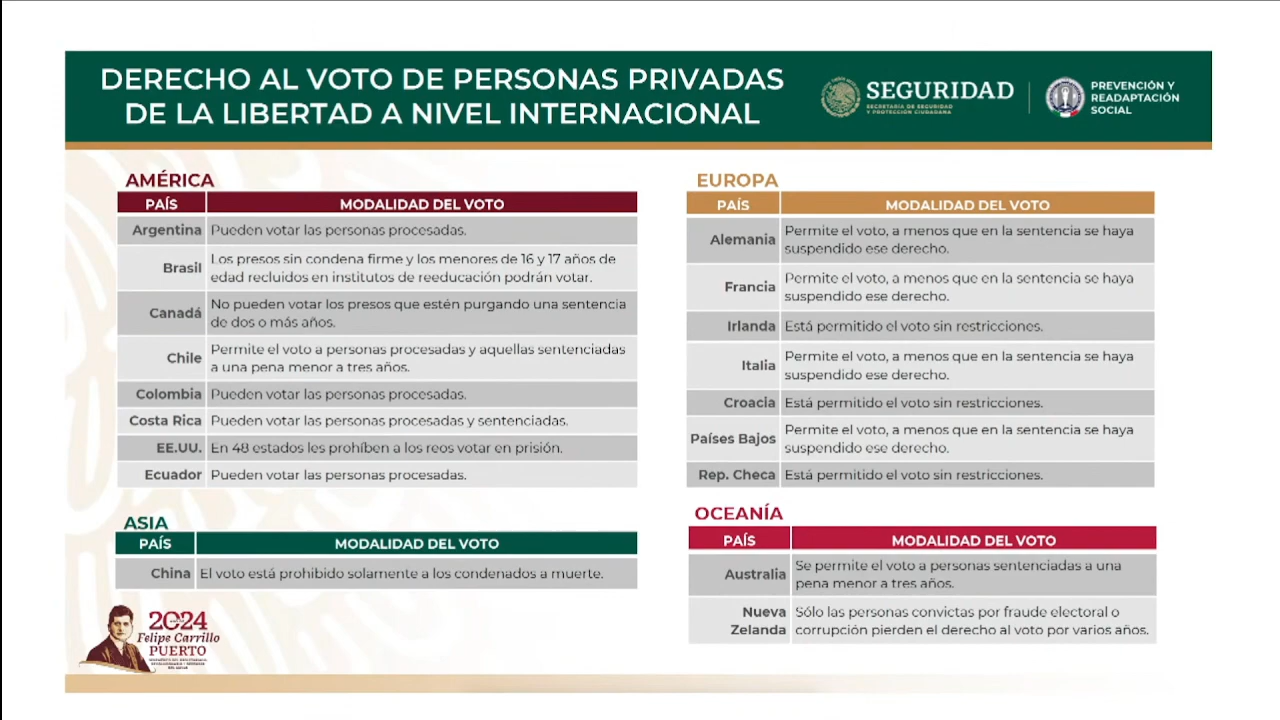 DERECHO AL VOTO DE PERSONAS PRIVADAS
DE LA LIBERTAD A NIVEL INTERNACIONAL
SEGURIDAD
SECRETARÍA DE SEGURIDAD
Y PROTECCIÓN CIUDADANA
PREVENCIÓN Y
READAPTACIÓN
SOCIAL
AMÉRICA
PAÍS MODALIDAD DEL VOTO
Argentina Pueden votar las personas procesadas.
Brasil Los presos sin condena firme y los menores de 16 y 17 años de
edad recluidos en institutos de reeducación podrán votar.
Canadá No pueden votar los presos que estén purgando una sentencia
de dos o más años.
Chile Permite el voto a personas procesadas y aquellas sentenciadas
a una pena menor a tres años.
Colombia Pueden votar las personas procesadas.
Costa Rica Pueden votar las personas procesadas y sentenciadas.
EE.UU. En 48 estados les prohíben a los reos votar en prisión.
Ecuador Pueden votar las personas procesadas.
ASIA
PAÍS MODALIDAD DEL VOTO
China El voto está prohibido solamente a los condenados a muerte.
EUROPA
PAÍS MODALIDAD DEL VOTO
Alemania Permite el voto, a menos que en la sentencia se haya
suspendido ese derecho.
Francia Permite el voto, a menos que en la sentencia se haya
suspendido ese derecho.
Irlanda Está permitido el voto sin restricciones.
Italia Permite el voto, a menos que en la sentencia se haya
suspendido ese derecho.
Croacia Está permitido el voto sin restricciones.
Países Bajos Permite el voto, a menos que en la sentencia se haya
suspendido ese derecho.
Rep. Checa Está permitido el voto sin restricciones.
OCEANÍA
PAÍS MODALIDAD DEL VOTO
Australia Se permite el voto a personas sentenciadas a una
pena menor a tres años.
Nueva Zelanda Sólo las personas convictas por fraude electoral o
corrupción pierden el derecho al voto por varios años.
2024
Felipe Carrillo
PUERTO